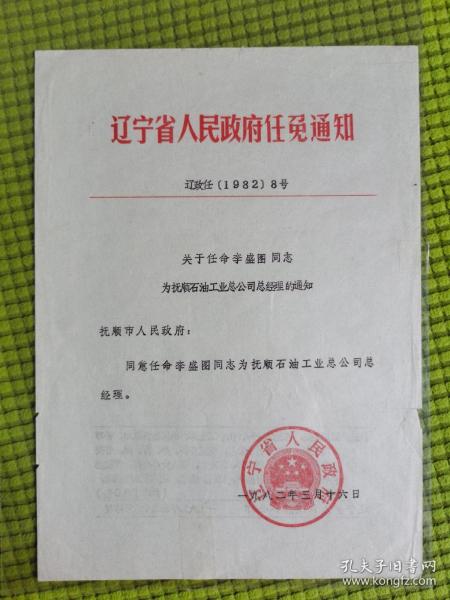 辽宁省人民政府任免通知
辽政任〔1982〕8号
关于任命李盛图同志
为抚顺石油工业总公司总经理的通知
抚顺市人民政府：
同意任命李盛图同志为抚顺石油工业总公司总
经理。
辽宁省人民政府
一九八二年三月十六日
孔夫子旧书网
www.kongfz.com